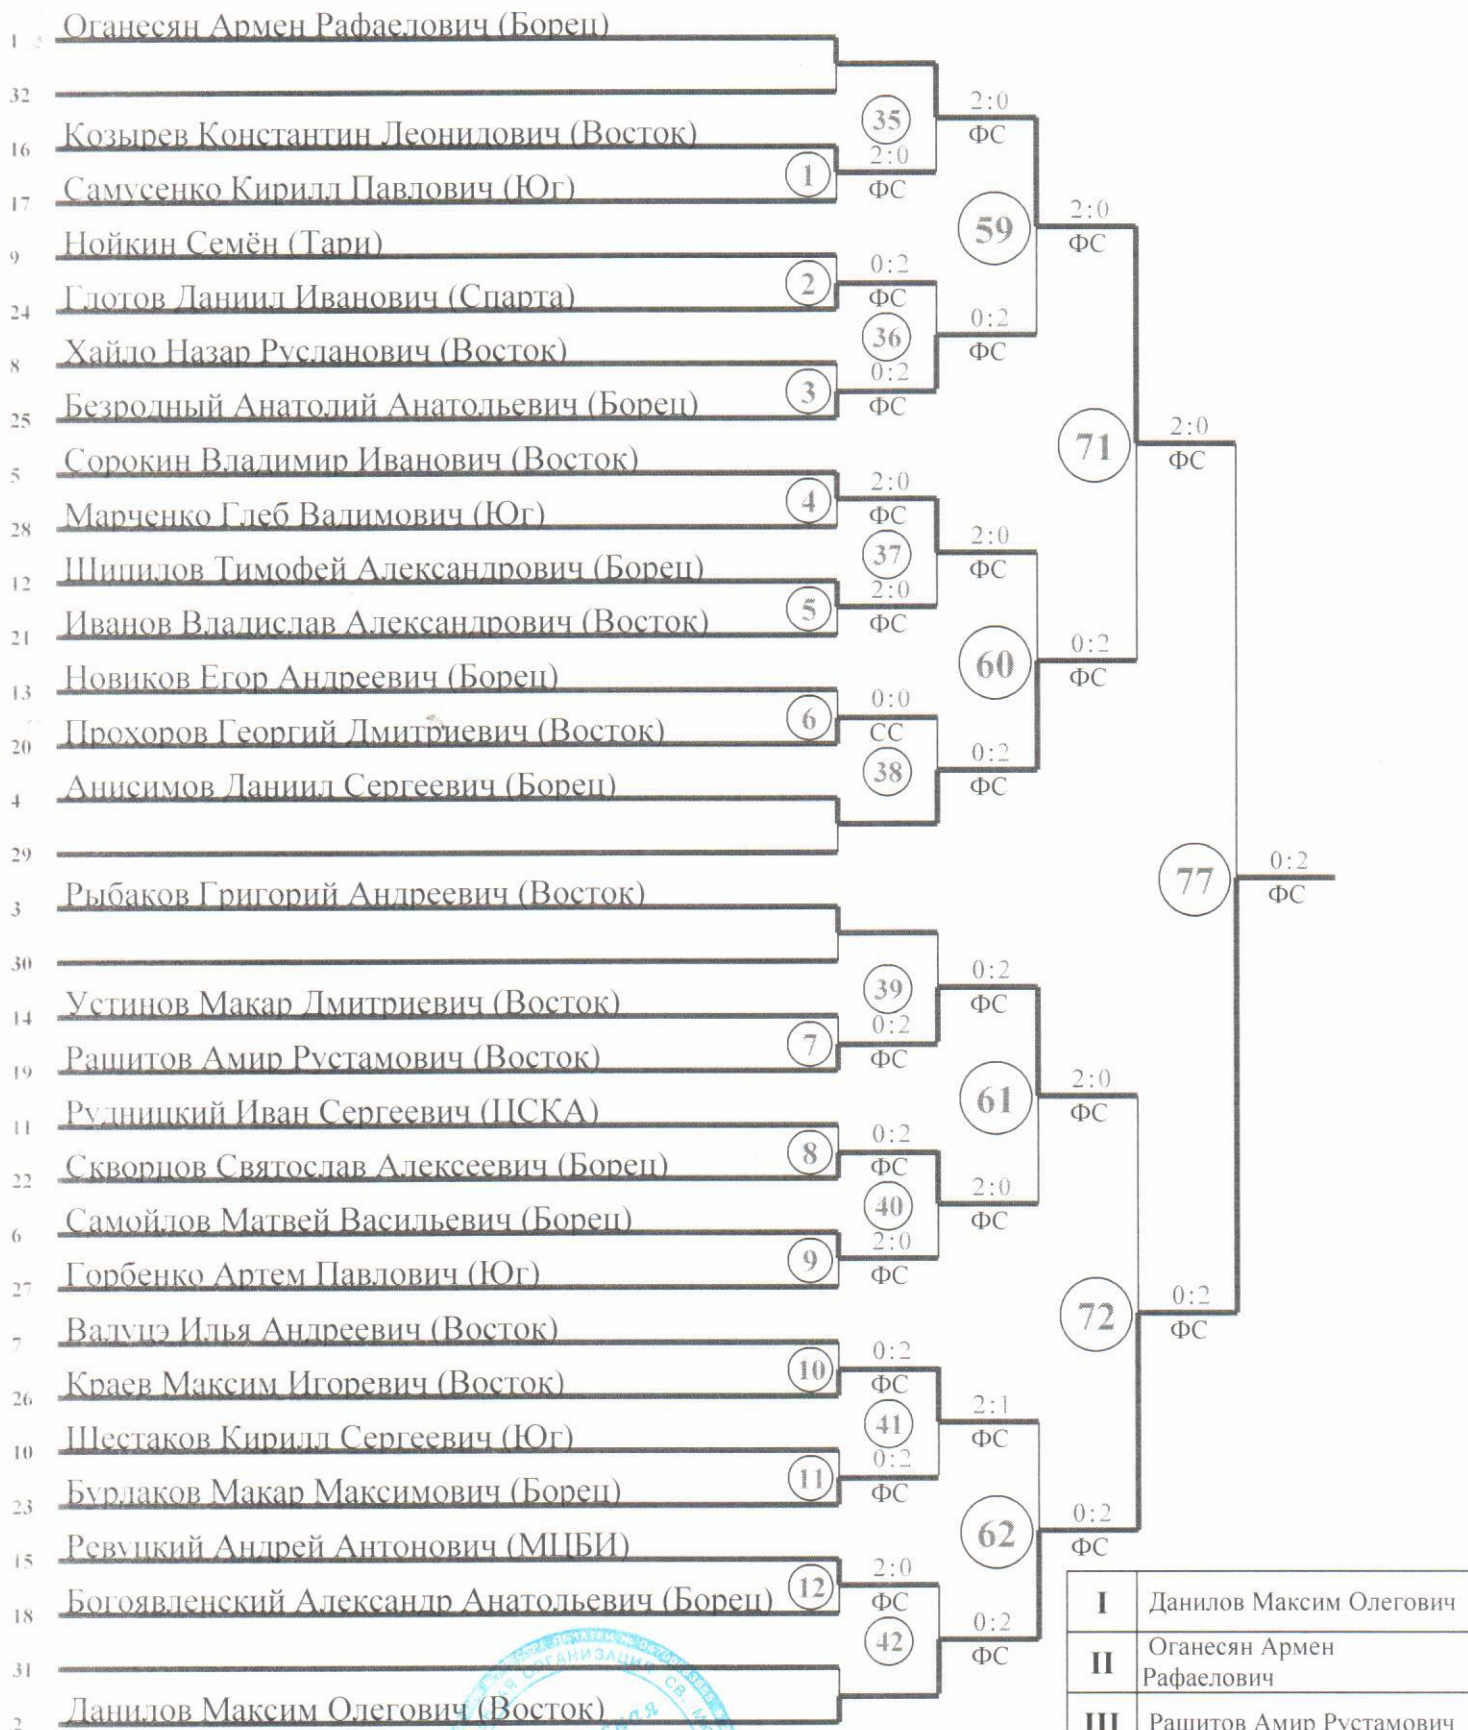 1 Оганесян Армен Рафаелович (Борец)
32
35 2:0 ФС
16 Козырев Константин Леонидович (Восток)
1 2:0 ФС
17 Самусенко Кирилл Павлович (Юг)
59 2:0 ФС
9 Нойкин Семён (Тари)
2 0:2 ФС
24 Глотов Даниил Иванович (Спарта)
36 0:2 ФС
8 Хайло Назар Русланович (Восток)
3 0:2 ФС
25 Безродный Анатолий Анатольевич (Борец)
71 2:0 ФС
5 Сорокин Владимир Иванович (Восток)
4 2:0 ФС
28 Марченко Глеб Вадимович (Юг)
37 2:0 ФС
12 Шипилов Тимофей Александрович (Борец)
5 2:0 ФС
21 Иванов Владислав Александрович (Восток)
60 0:2 ФС
13 Новиков Егор Андреевич (Борец)
6 0:0 СС
20 Прохоров Георгий Дмитриевич (Восток)
38 0:2 ФС
4 Анисимов Даниил Сергеевич (Борец)
29
77 0:2 ФС
3 Рыбаков Григорий Андреевич (Восток)
30
39 0:2 ФС
14 Устинов Макар Дмитриевич (Восток)
7 0:2 ФС
19 Рашитов Амир Рустамович (Восток)
61 2:0 ФС
11 Рудницкий Иван Сергеевич (ЦСКА)
8 0:2 ФС
22 Скворцов Святослав Алексеевич (Борец)
40 2:0 ФС
6 Самойлов Матвей Васильевич (Борец)
9 2:0 ФС
27 Горбенко Артем Павлович (Юг)
72 0:2 ФС
7 Валуцэ Илья Андреевич (Восток)
10 0:2 ФС
26 Краев Максим Игоревич (Восток)
41 2:1 ФС
10 Шестаков Кирилл Сергеевич (Юг)
11 0:2 ФС
23 Бурлаков Макар Максимович (Борец)
62 0:2 ФС
15 Ревуцкий Андрей Антонович (МЦБИ)
12 2:0 ФС
18 Богоявленский Александр Анатольевич (Борец)
42 0:2 ФС
31
2 Данилов Максим Олегович (Восток)
I Данилов Максим Олегович
II Оганесян Армен
Рафаелович
III Рашитов Амир Рустамович
ОРГАНИЗАЦИЯ